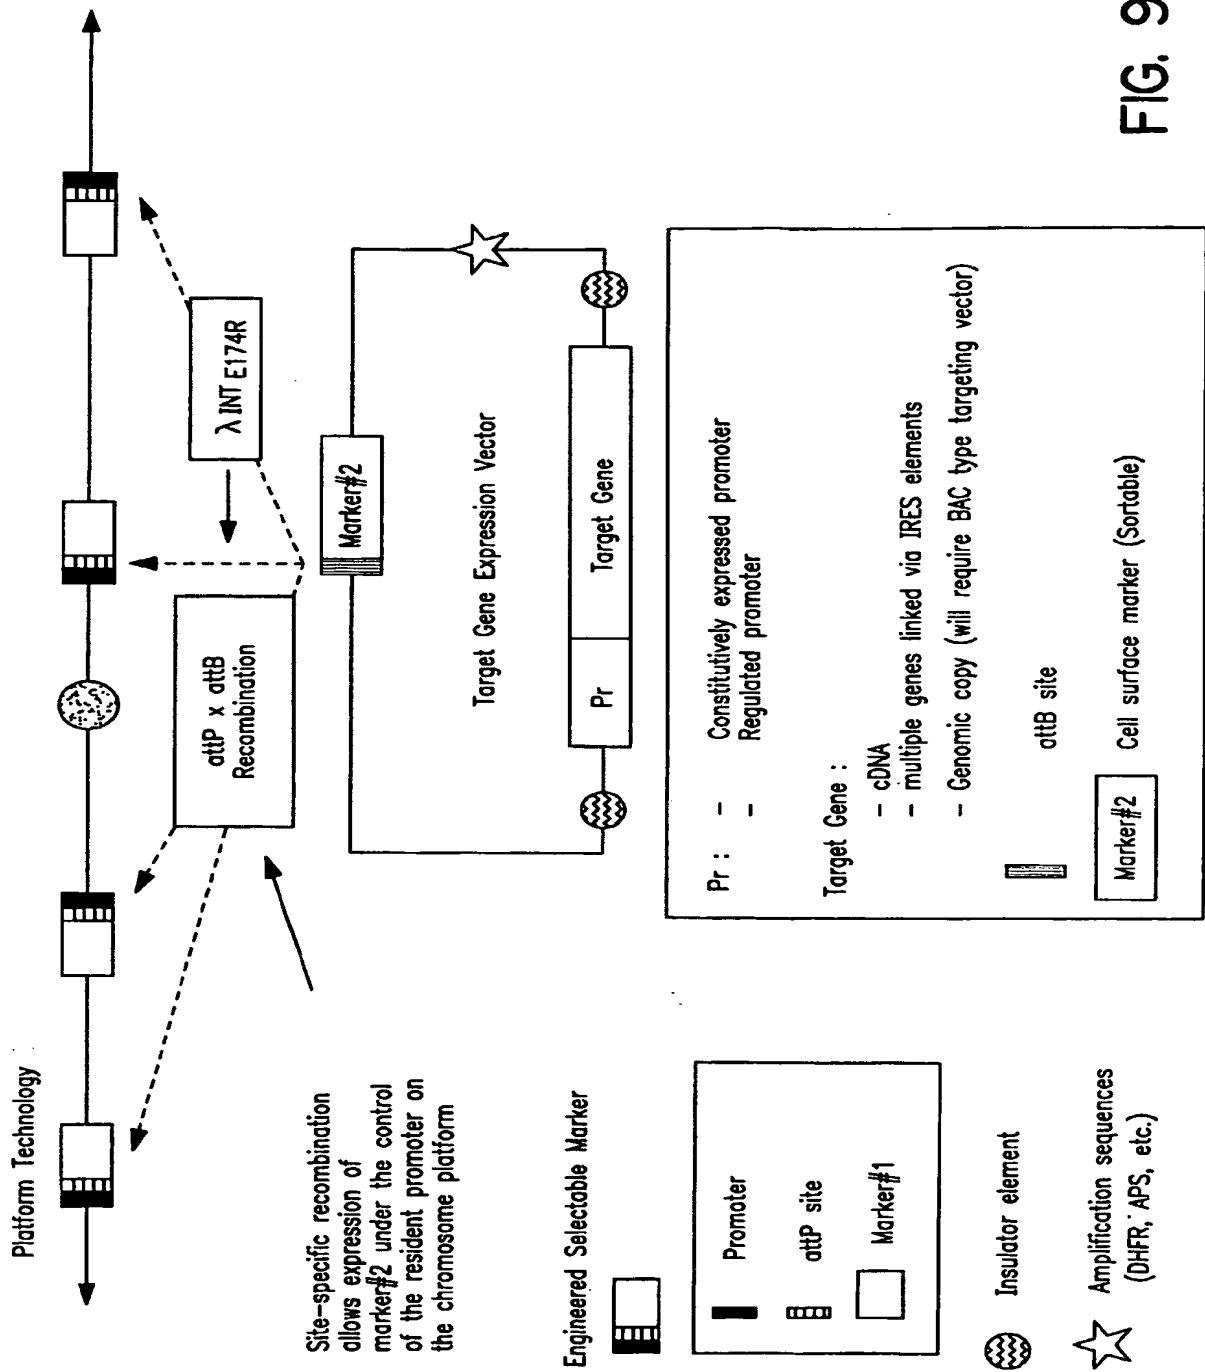 Platform Technology
attP x attB
Recombination
λ INT E174R
Site-specific recombination
allows expression of
marker#2 under the control
of the resident promoter on
the chromosome platform
Marker#2
Target Gene Expression Vector
Pr
Target Gene
Engineered Selectable Marker
Promoter
attP site
Marker#1
Insulator element
Amplification sequences
(DHFR, APS, etc.)
Pr : - Constitutively expressed promoter
- Regulated promoter
Target Gene :
- cDNA
- multiple genes linked via IRES elements
- Genomic copy (will require BAC type targeting vector)
attB site
Marker#2 Cell surface marker (Sortable)
FIG. 9